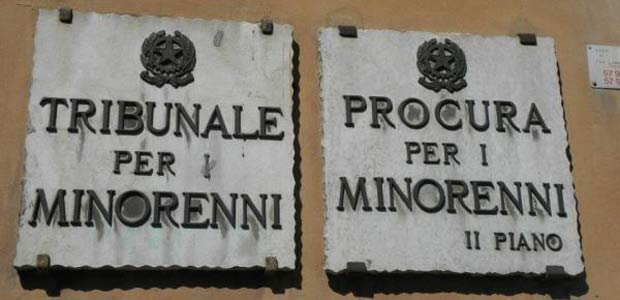 TRIBUNALE
PER I
MINORENNI
PROCURA
PER I
MINORENNI
II PIANO